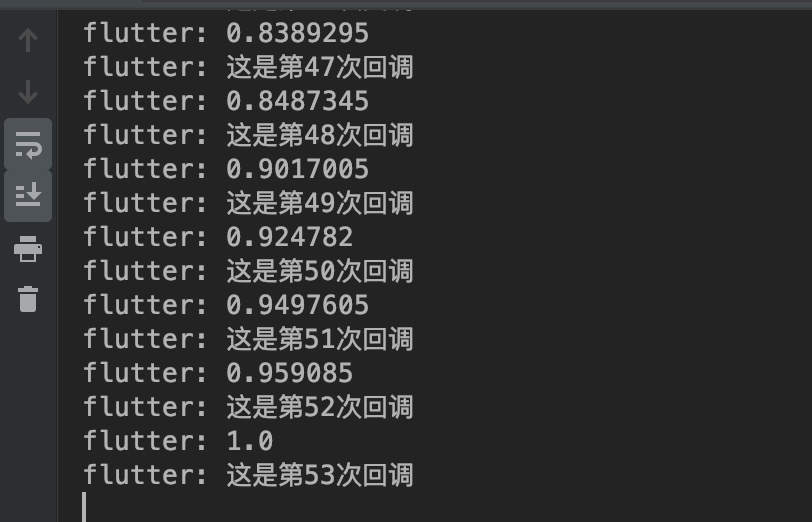 flutter: 0.8389295
flutter: 这是第47次回调
flutter: 0.8487345
flutter: 这是第48次回调
flutter: 0.9017005
flutter: 这是第49次回调
flutter: 0.924782
flutter: 这是第50次回调
flutter: 0.9497605
flutter: 这是第51次回调
flutter: 0.959085
flutter: 这是第52次回调
flutter: 1.0
flutter: 这是第53次回调